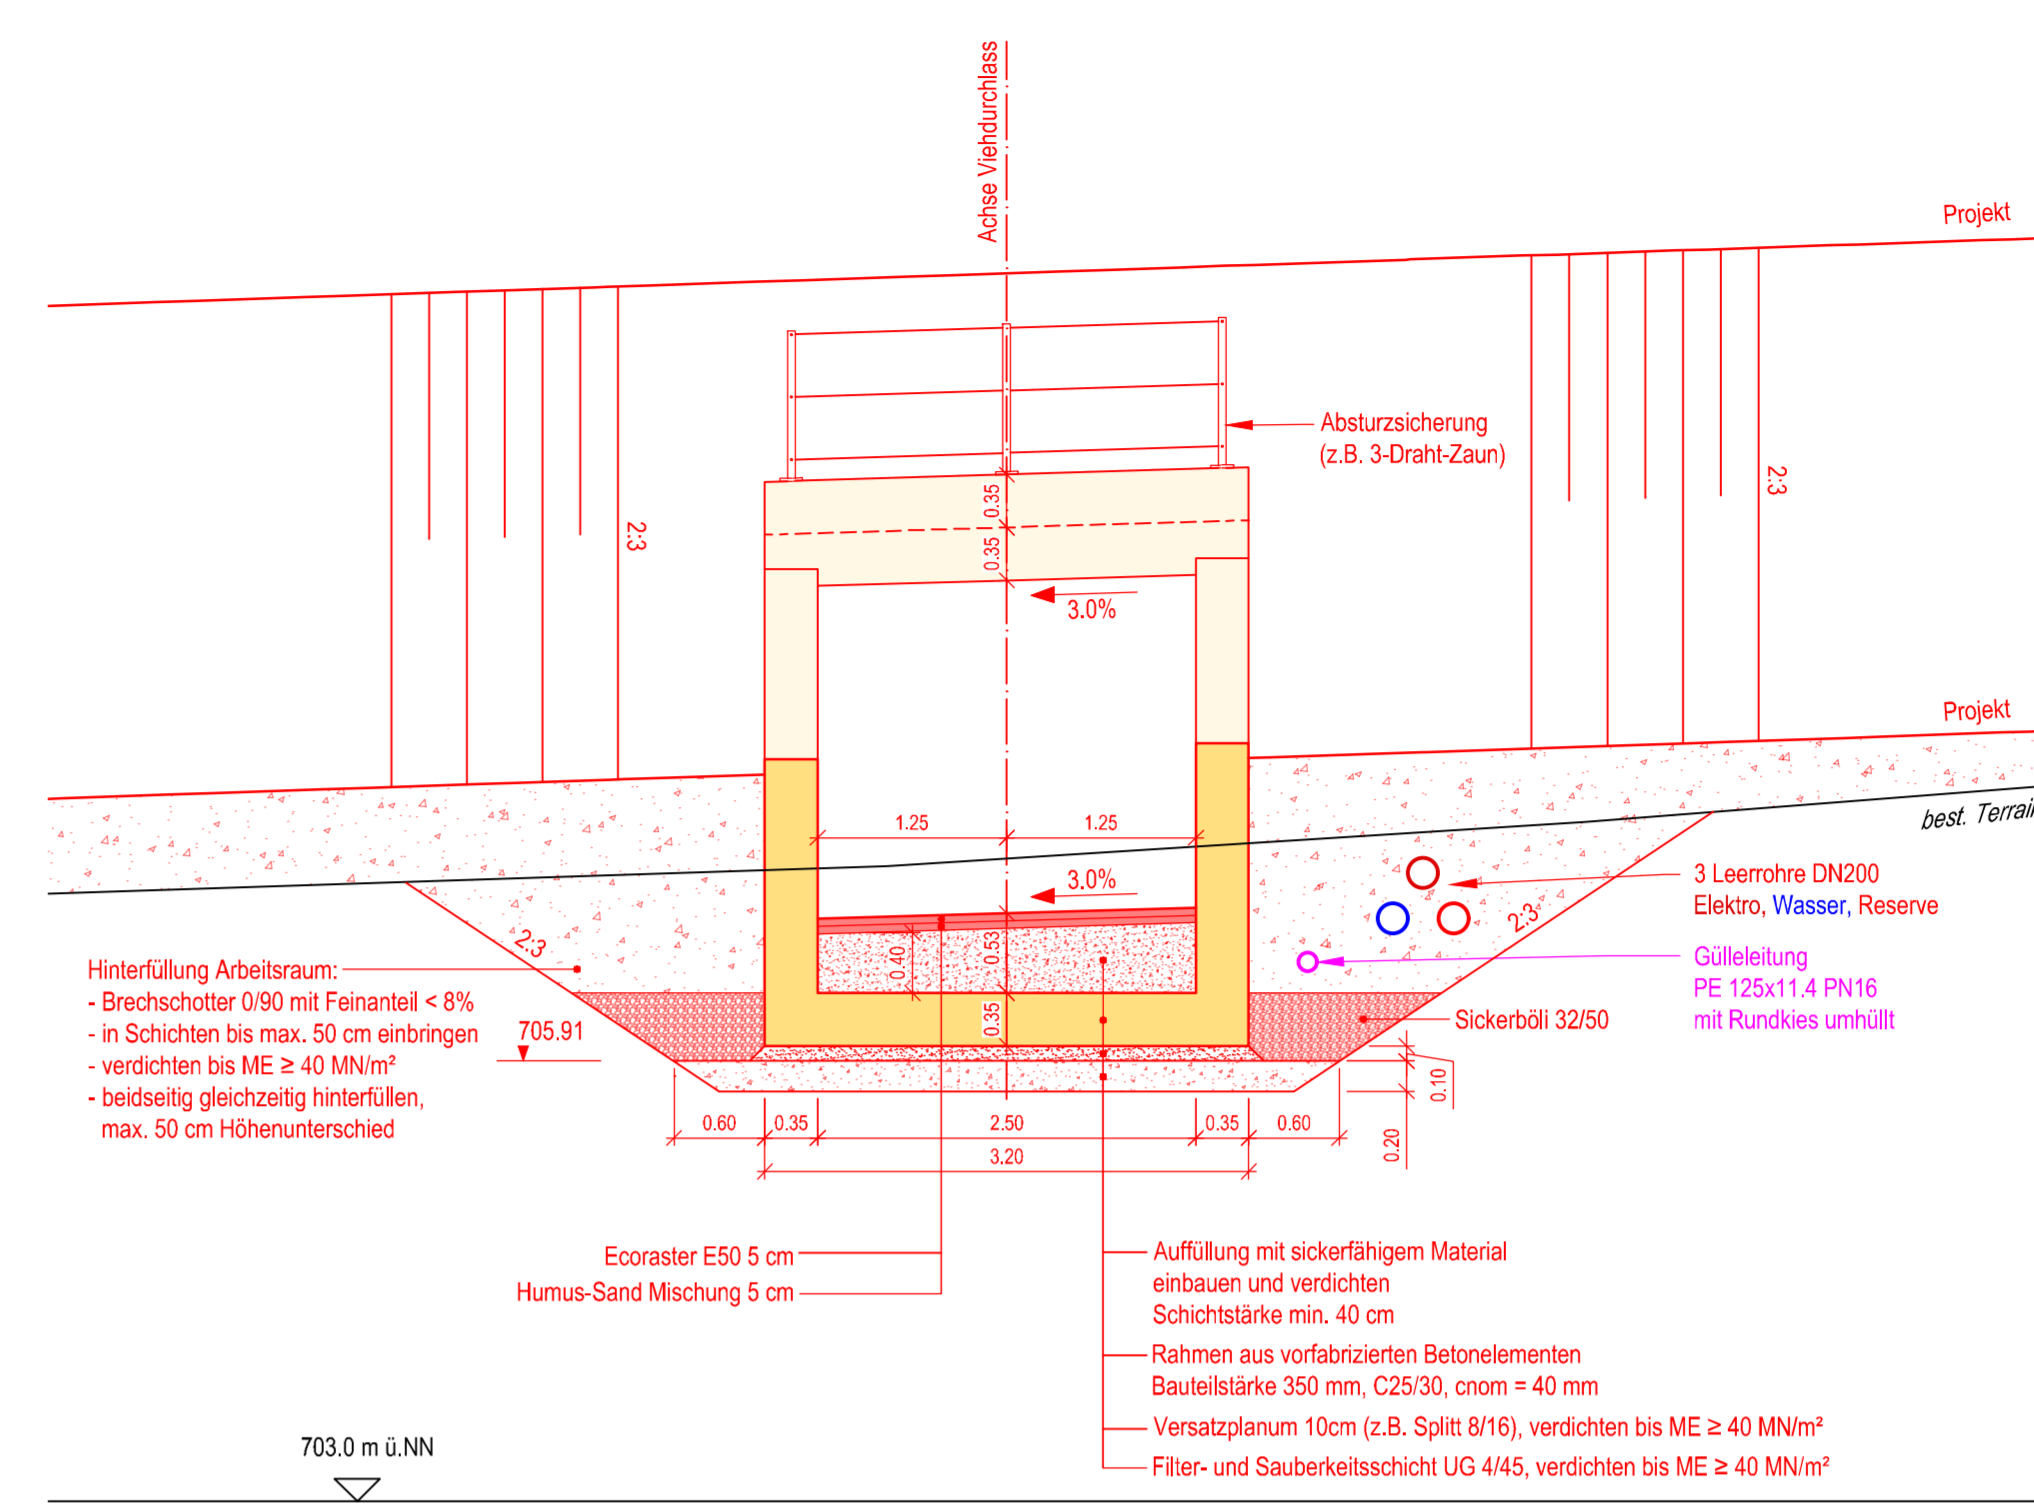 Achse Viehdurchlass
Projekt
Absturzsicherung
(z.B. 3-Draht-Zaun)
2:3
2:3
0.35
0.35
3.0%
Projekt
best. Terrain
1.25
1.25
3.0%
3 Leerrohre DN200
Elektro, Wasser, Reserve
2:3
2:3
0.40
0.53
Gülleleitung
PE 125x11.4 PN16
mit Rundkies umhüllt
Hinterfüllung Arbeitsraum:
- Brechschotter 0/90 mit Feinanteil < 8%
- in Schichten bis max. 50 cm einbringen
- verdichten bis ME ≥ 40 MN/m²
- beidseitig gleichzeitig hinterfüllen,
max. 50 cm Höhenunterschied
705.91
0.35
Sickerböli 32/50
0.10
0.20
0.60
0.35
2.50
0.35
0.60
3.20
Ecoraster E50 5 cm
Humus-Sand Mischung 5 cm
Auffüllung mit sickerfähigem Material
einbauen und verdichten
Schichtstärke min. 40 cm
Rahmen aus vorfabrizierten Betonelementen
Bauteilstärke 350 mm, C25/30, cnom = 40 mm
Versatzplanum 10cm (z.B. Splitt 8/16), verdichten bis ME ≥ 40 MN/m²
Filter- und Sauberkeitsschicht UG 4/45, verdichten bis ME ≥ 40 MN/m²
703.0 m ü.NN